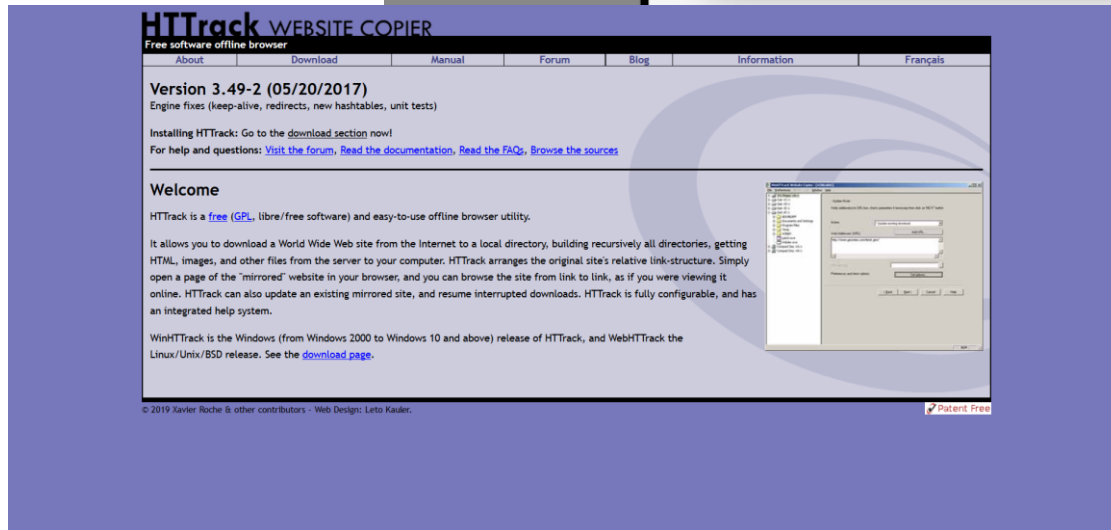 HTTrack WEBSITE COPIER
Free software offline browser
About Download Manual Forum Blog Information Français
Version 3.49-2 (05/20/2017)
Engine fixes (keep-alive, redirects, new hashtables, unit tests)
Installing HTTrack: Go to the download section now!
For help and questions: Visit the forum, Read the documentation, Read the FAQs, Browse the sources
Welcome
HTTrack is a free (GPL, libre/free software) and easy-to-use offline browser utility.
It allows you to download a World Wide Web site from the Internet to a local directory, building recursively all directories, getting
HTML, images, and other files from the server to your computer. HTTrack arranges the original site's relative link-structure. Simply
open a page of the "mirrored" website in your browser, and you can browse the site from link to link, as if you were viewing it
online. HTTrack can also update an existing mirrored site, and resume interrupted downloads. HTTrack is fully configurable, and has
an integrated help system.
WinHTTrack is the Windows (from Windows 2000 to Windows 10 and above) release of HTTrack, and WebHTTrack the
Linux/Unix/BSD release. See the download page.
© 2019 Xavier Roche & other contributors - Web Design: Leto Kauler.
Patent Free